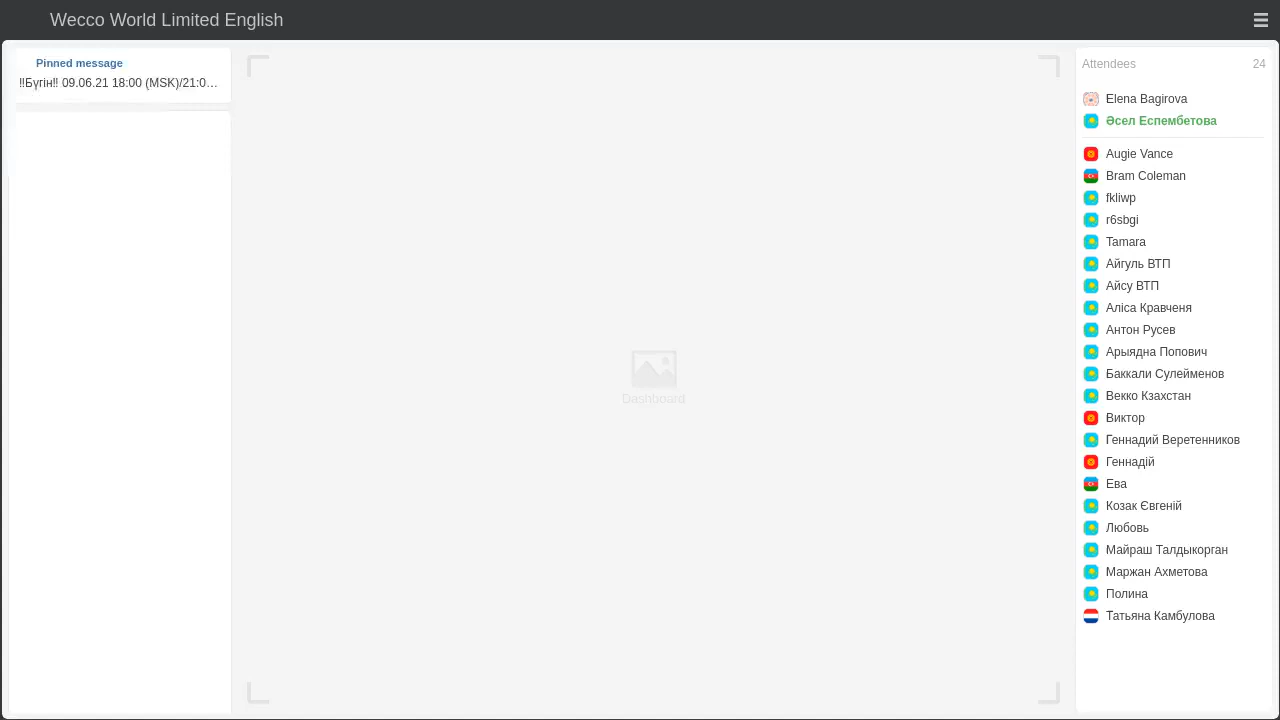 Wecco World Limited English
Pinned message
‼Бүгін‼ 09.06.21 18:00 (MSK)/21:0…
Dashboard
Attendees 24
Elena Bagirova
Әсел Еспембетова
Augie Vance
Bram Coleman
fkliwp
r6sbgi
Tamara
Айгуль ВТП
Айсу ВТП
Аліса Кравченя
Антон Русев
Арыядна Попович
Баккали Сулейменов
Векко Кзахстан
Виктор
Геннадий Веретенников
Геннадій
Ева
Козак Євгеній
Любовь
Майраш Талдыкорган
Маржан Ахметова
Полина
Татьяна Камбулова